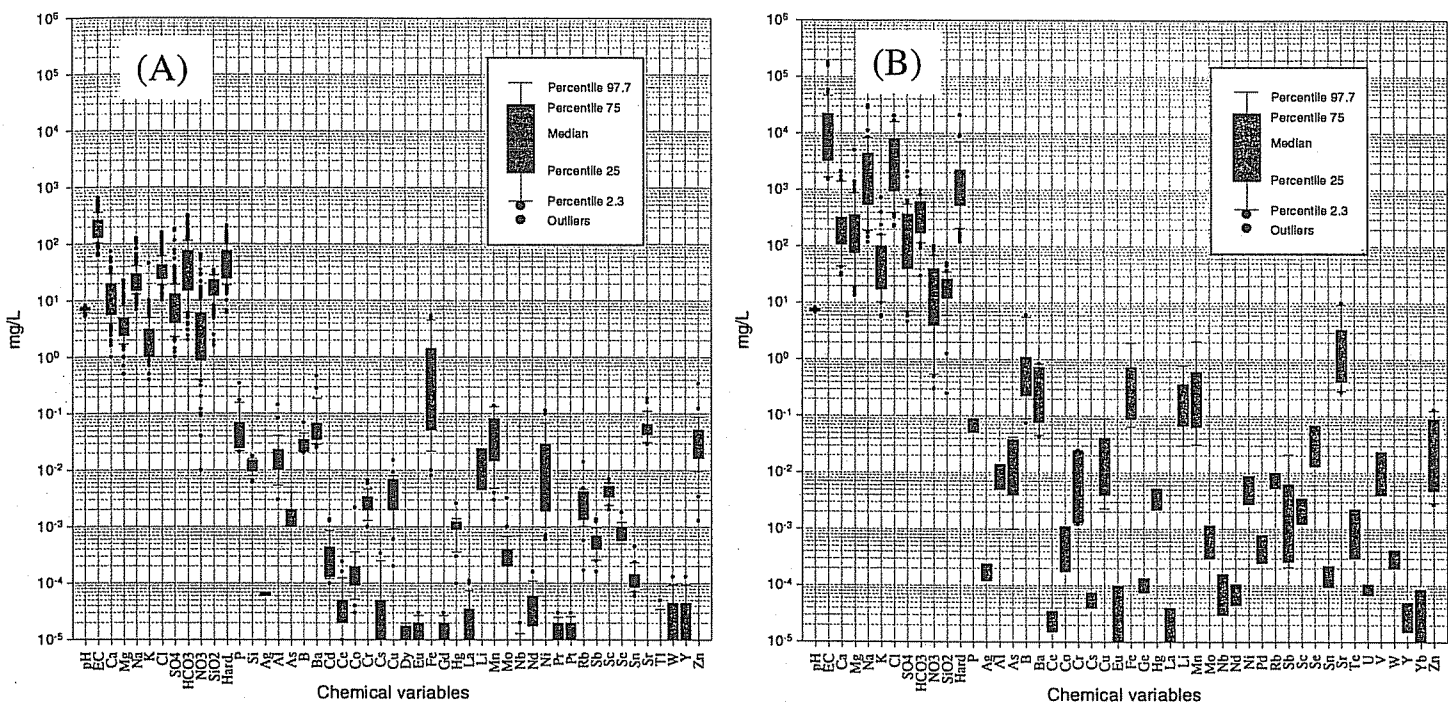 (A)
mg/L
10⁶
10⁵
10⁴
10³
10²
10¹
10⁰
10⁻¹
10⁻²
10⁻³
10⁻⁴
10⁻⁵
Percentile 97.7
Percentile 75
Median
Percentile 25
Percentile 2.3
Outliers
pH EC Ca Mg Na K Cl SO4 HCO3 NO3 SiO2 Hard. P Si Ag Al As B Ba Cd Ce Co Cr Cs Cu Dy Eu Fe Gd Hg La Li Mn Mo Nb Nd Ni Pr Pt Rb Sb Sc Se Sn Sr Tl W Y Zn
Chemical variables
(B)
mg/L
10⁶
10⁵
10⁴
10³
10²
10¹
10⁰
10⁻¹
10⁻²
10⁻³
10⁻⁴
10⁻⁵
Percentile 97.7
Percentile 75
Median
Percentile 25
Percentile 2.3
Outliers
pH EC Ca Mg Na K Cl SO4 HCO3 NO3 SiO2 Hard P Ag Al As B Ba Ce Co Cr Cs Cu Eu Fe Ge Hg La Li Mn Mo Nb Nd Ni Pd Rb Sb Sc Se Sn Sr Te U V W Y Yb Zn
Chemical variables